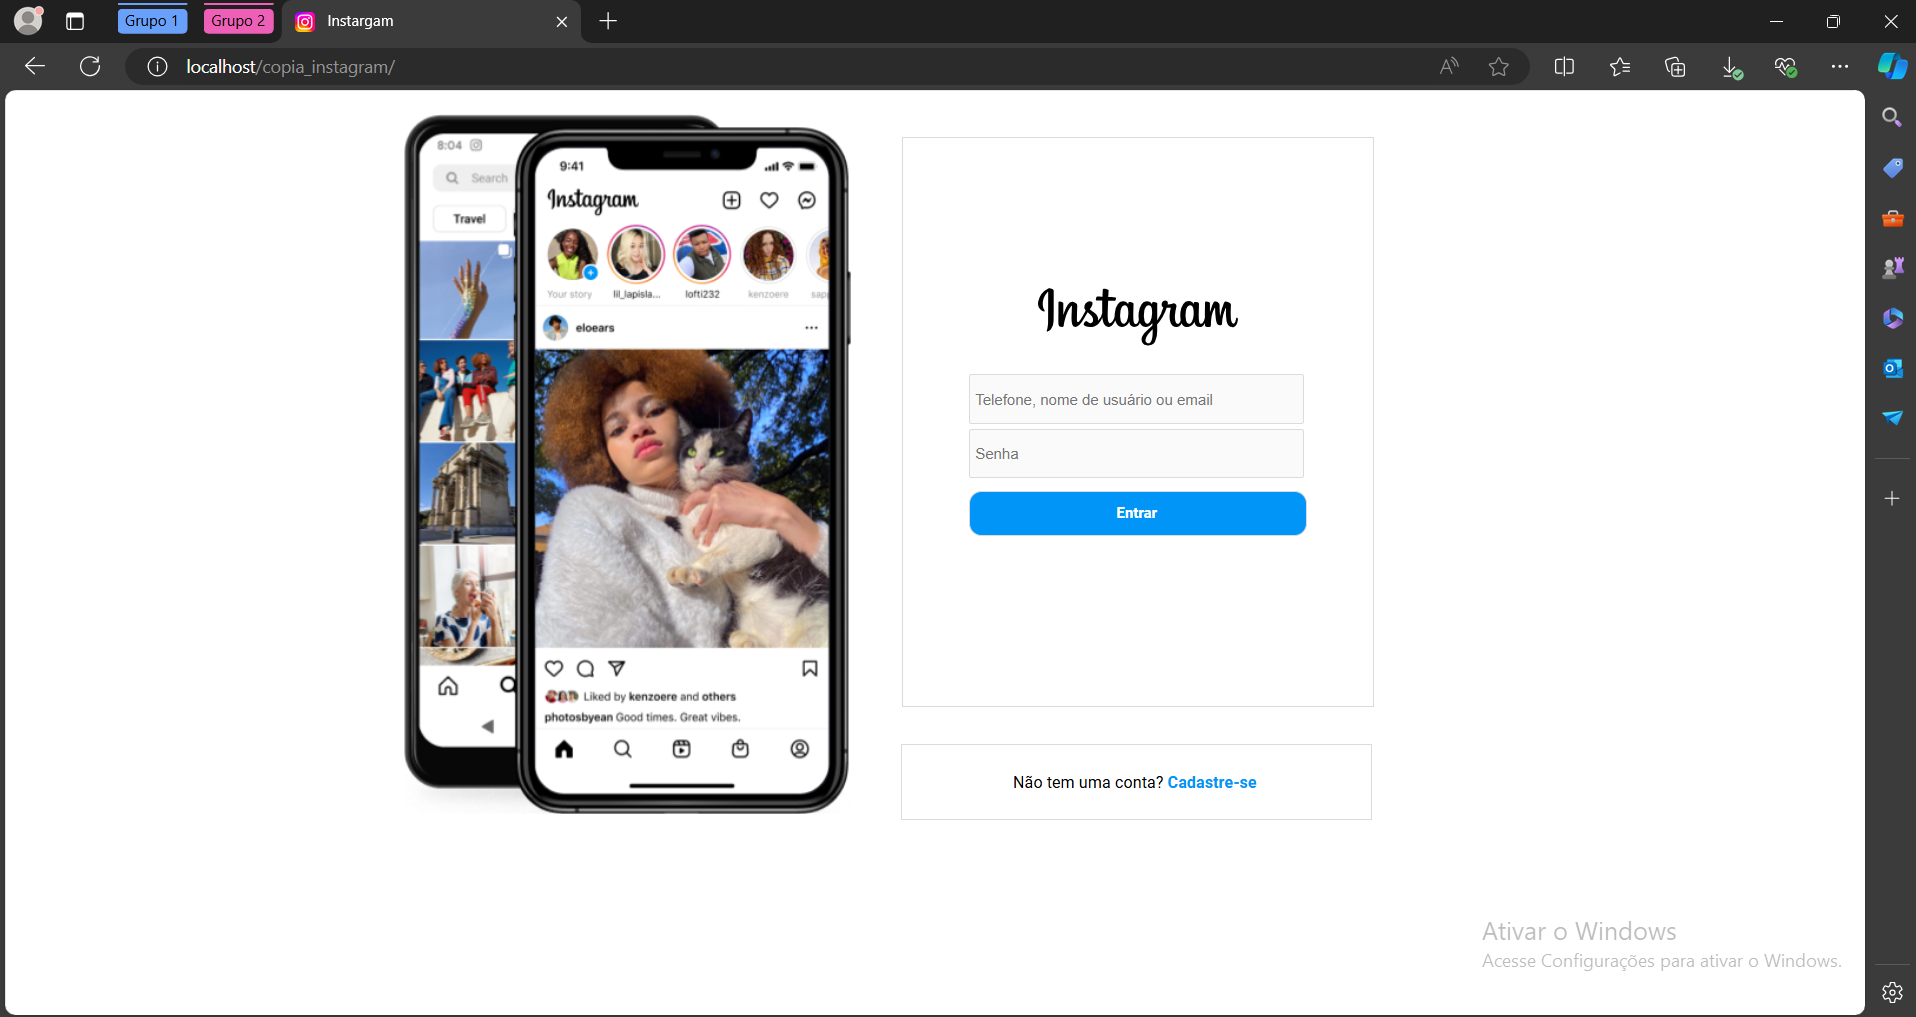 Grupo 1
Grupo 2
Instargam
localhost/copia_instagram/
8:04
Search
Travel
9:41
Instagram
Your story
lil_lapisla...
lofti232
kenzoere
sapp
eloears
Liked by kenzoere and others
photosbyean Good times. Great vibes.
Instagram
Telefone, nome de usuário ou email
Senha
Entrar
Não tem uma conta? Cadastre-se
Ativar o Windows
Acesse Configurações para ativar o Windows.